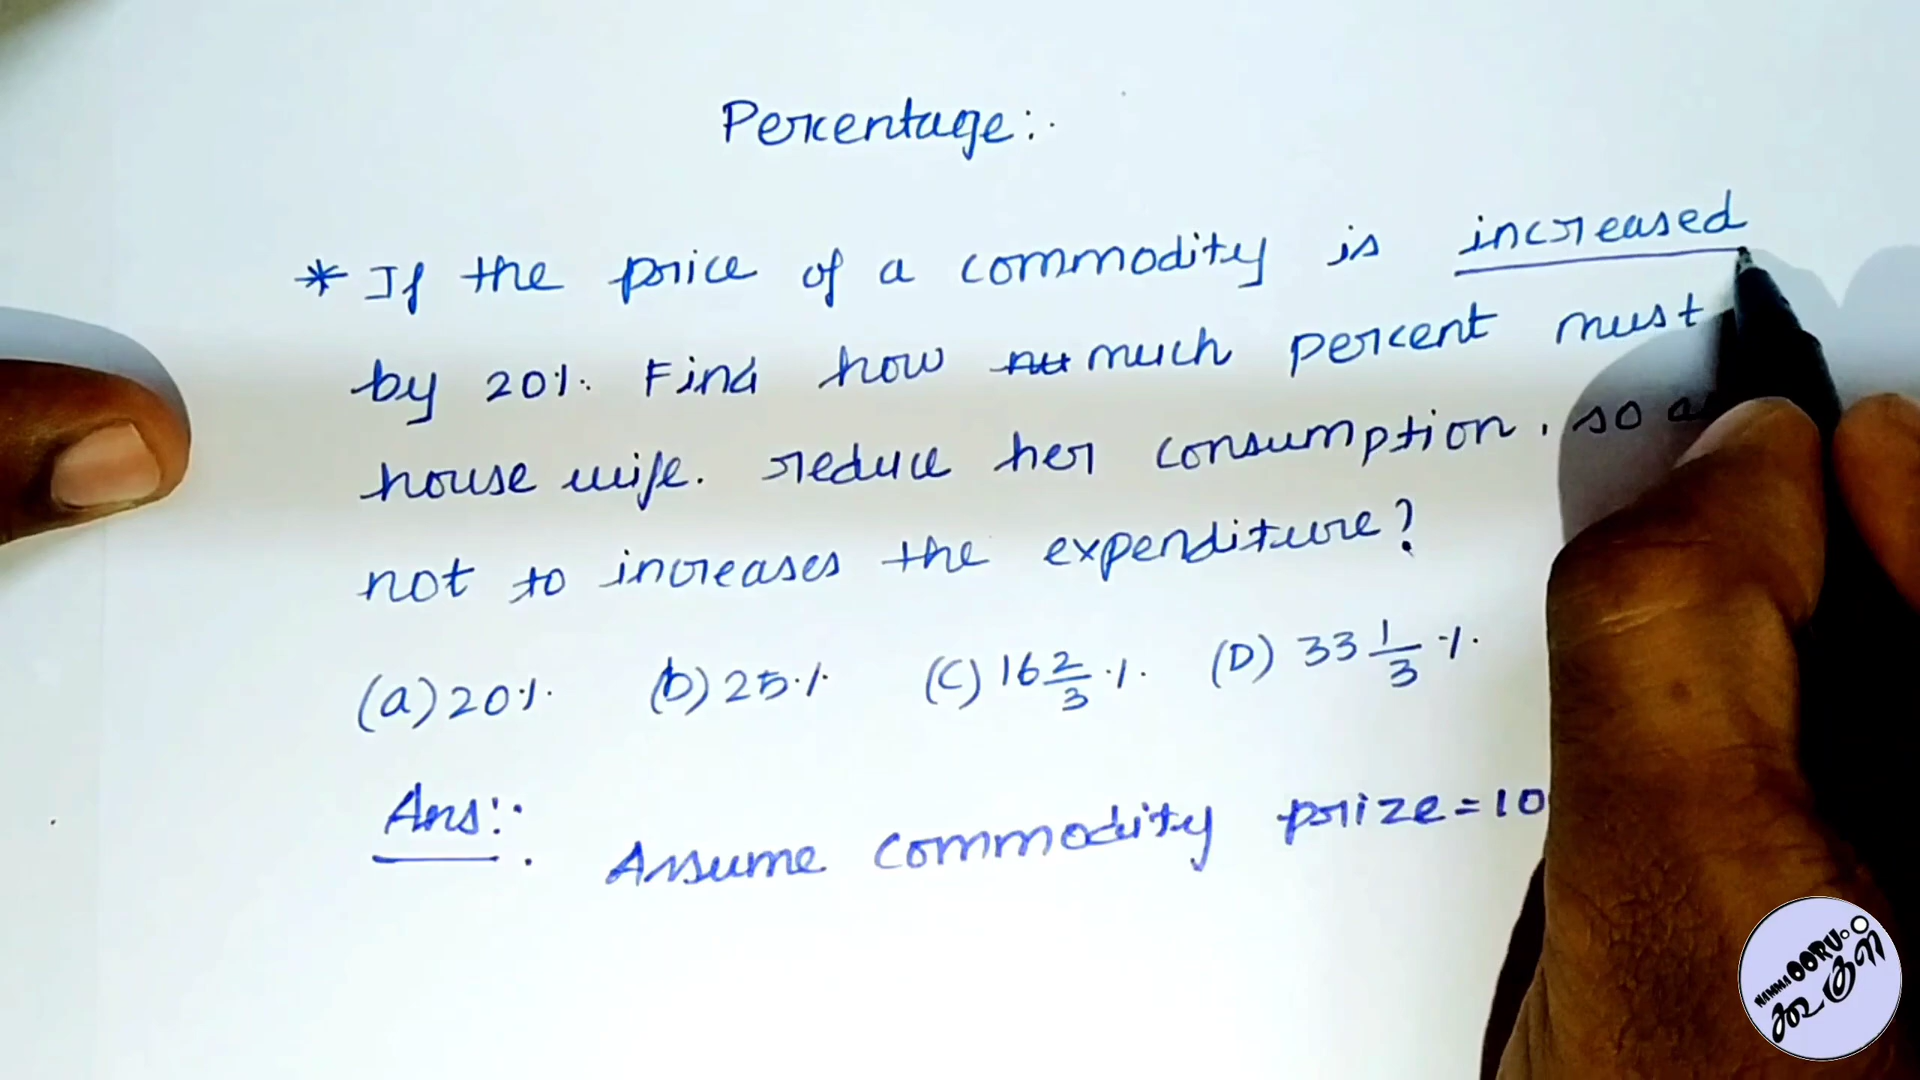 Percentage:
* If the price of a commodity is increased
by 20%. Find how much percent must
house wife. reduce her consumption. so
not to increases the expenditure?
(a) 20% (b) 25% (C) 16 2/3 % (D) 33 1/3 %
Ans:
Assume commodity prize = 10
NAMMA OORU